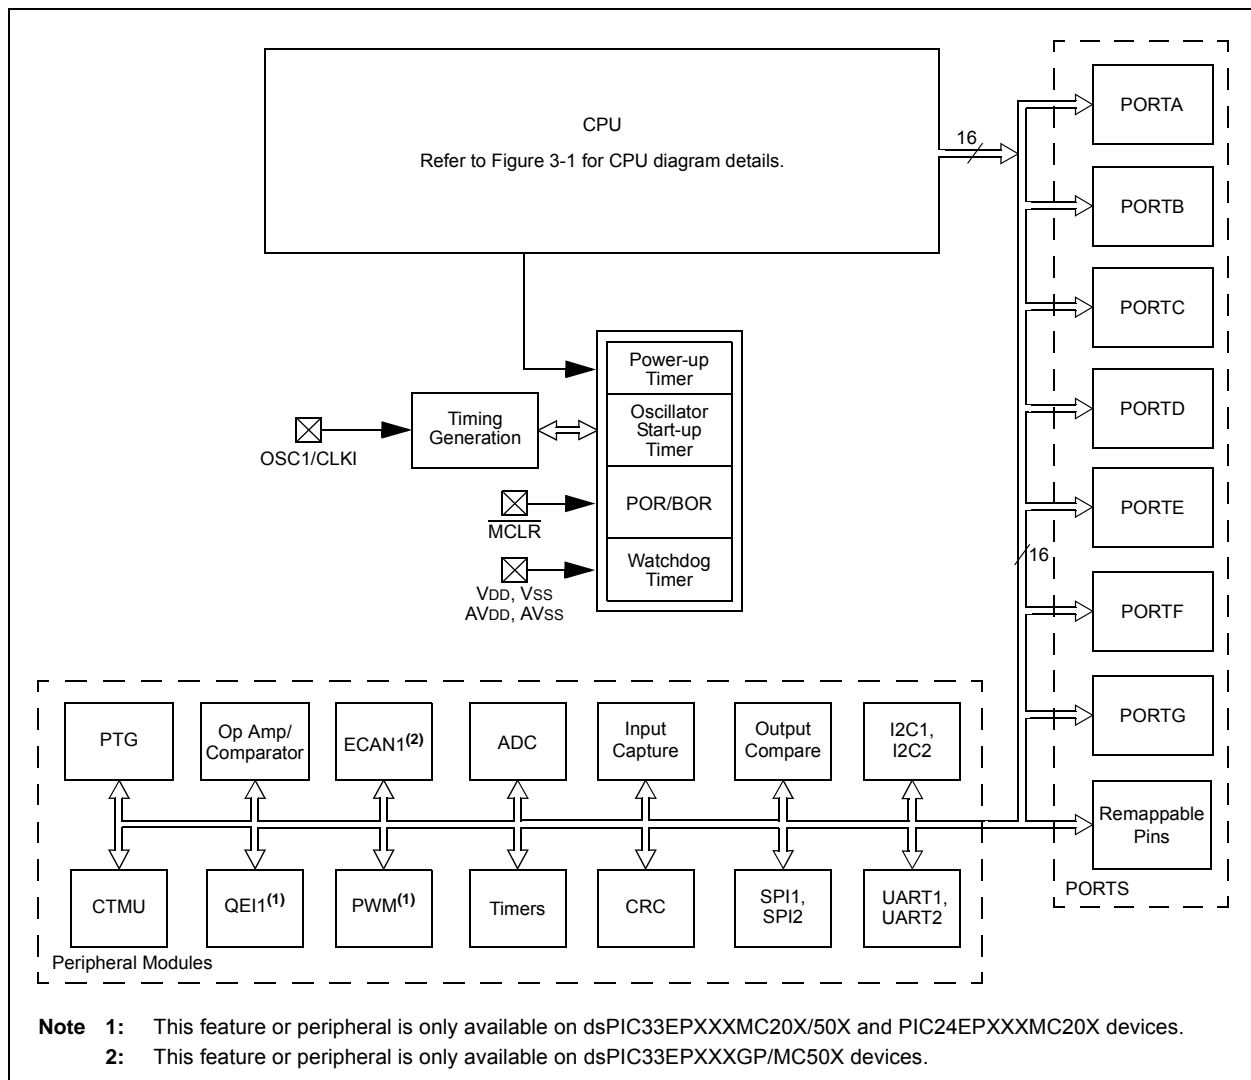 CPU
Refer to Figure 3-1 for CPU diagram details.
16
PORTA
PORTB
PORTC
PORTD
PORTE
16
PORTF
PORTG
Remappable
Pins
PORTS
Power-up
Timer
Oscillator
Start-up
Timer
POR/BOR
Watchdog
Timer
Timing
Generation
OSC1/CLKI
MCLR
VDD, VSS
AVDD, AVSS
PTG
Op Amp/
Comparator
ECAN1(2)
ADC
Input
Capture
Output
Compare
I2C1,
I2C2
CTMU
QEI1(1)
PWM(1)
Timers
CRC
SPI1,
SPI2
UART1,
UART2
Peripheral Modules
Note 1: This feature or peripheral is only available on dsPIC33EPXXXMC20X/50X and PIC24EPXXXMC20X devices.
2: This feature or peripheral is only available on dsPIC33EPXXXGP/MC50X devices.